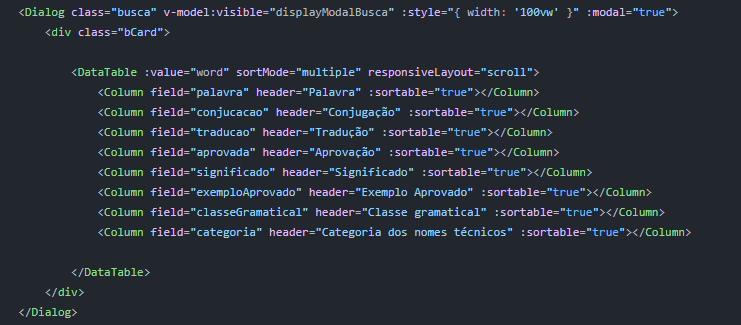 <Dialog class="busca" v-model:visible="displayModalBusca" :style="{ width: '100vw' }" :modal="true">
<div class="bCard">
<DataTable :value="word" sortMode="multiple" responsiveLayout="scroll">
<Column field="palavra" header="Palavra" :sortable="true"></Column>
<Column field="conjucacao" header="Conjugação" :sortable="true"></Column>
<Column field="traducao" header="Tradução" :sortable="true"></Column>
<Column field="aprovada" header="Aprovação" :sortable="true"></Column>
<Column field="significado" header="Significado" :sortable="true"></Column>
<Column field="exemploAprovado" header="Exemplo Aprovado" :sortable="true"></Column>
<Column field="classeGramatical" header="Classe gramatical" :sortable="true"></Column>
<Column field="categoria" header="Categoria dos nomes técnicos" :sortable="true"></Column>
</DataTable>
</div>
</Dialog>